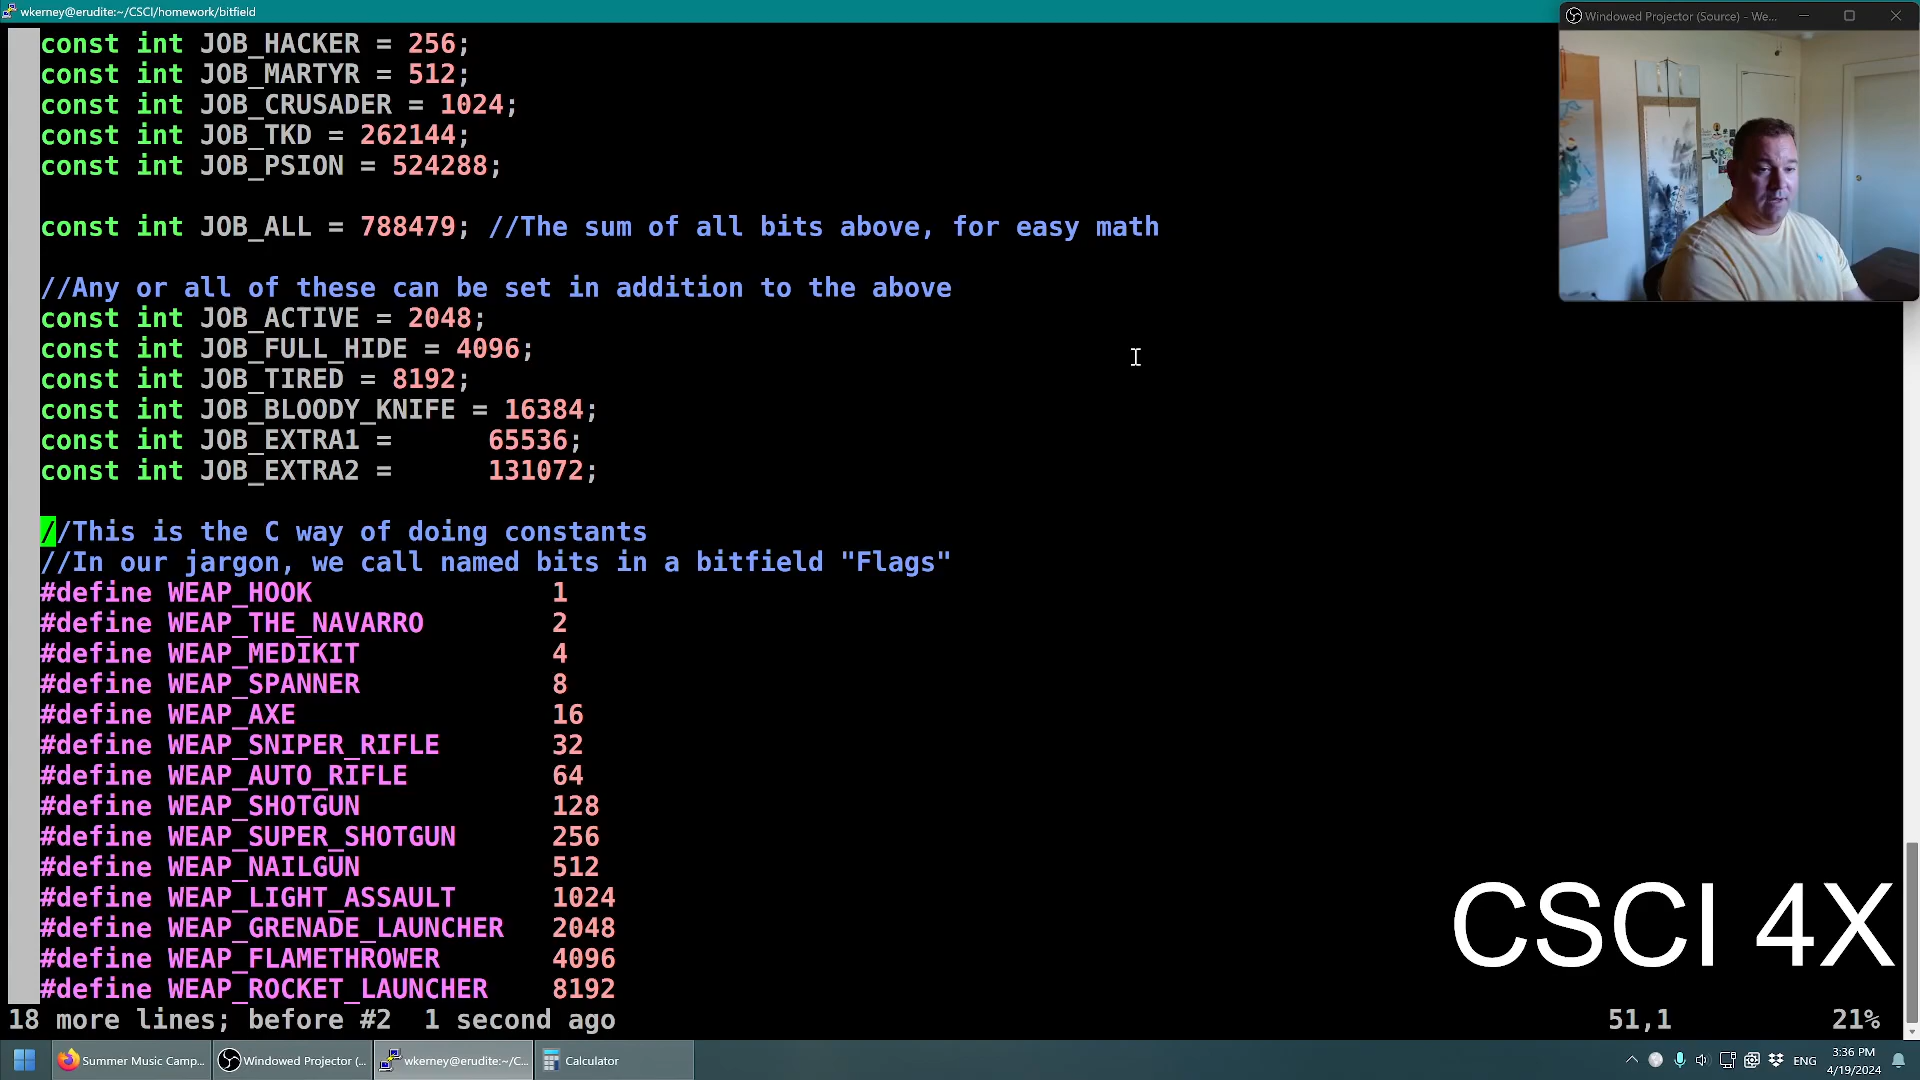 wkerney@erudite:~/CSCI/homework/bitfield
Windowed Projector (Source) - We...
const int JOB_HACKER = 256;
const int JOB_MARTYR = 512;
const int JOB_CRUSADER = 1024;
const int JOB_TKD = 262144;
const int JOB_PSION = 524288;
const int JOB_ALL = 788479; //The sum of all bits above, for easy math
//Any or all of these can be set in addition to the above
const int JOB_ACTIVE = 2048;
const int JOB_FULL_HIDE = 4096;
const int JOB_TIRED = 8192;
const int JOB_BLOODY_KNIFE = 16384;
const int JOB_EXTRA1 =      65536;
const int JOB_EXTRA2 =      131072;
//This is the C way of doing constants
//In our jargon, we call named bits in a bitfield "Flags"
#define WEAP_HOOK               1
#define WEAP_THE_NAVARRO        2
#define WEAP_MEDIKIT            4
#define WEAP_SPANNER            8
#define WEAP_AXE                16
#define WEAP_SNIPER_RIFLE       32
#define WEAP_AUTO_RIFLE         64
#define WEAP_SHOTGUN            128
#define WEAP_SUPER_SHOTGUN      256
#define WEAP_NAILGUN            512
#define WEAP_LIGHT_ASSAULT      1024
#define WEAP_GRENADE_LAUNCHER   2048
#define WEAP_FLAMETHROWER       4096
#define WEAP_ROCKET_LAUNCHER    8192
CSCI 4X
18 more lines; before #2  1 second ago 51,1 21%
Summer Music Camp... Windowed Projector (... wkerney@erudite:~/C... Calculator ENG 3:36 PM
4/19/2024